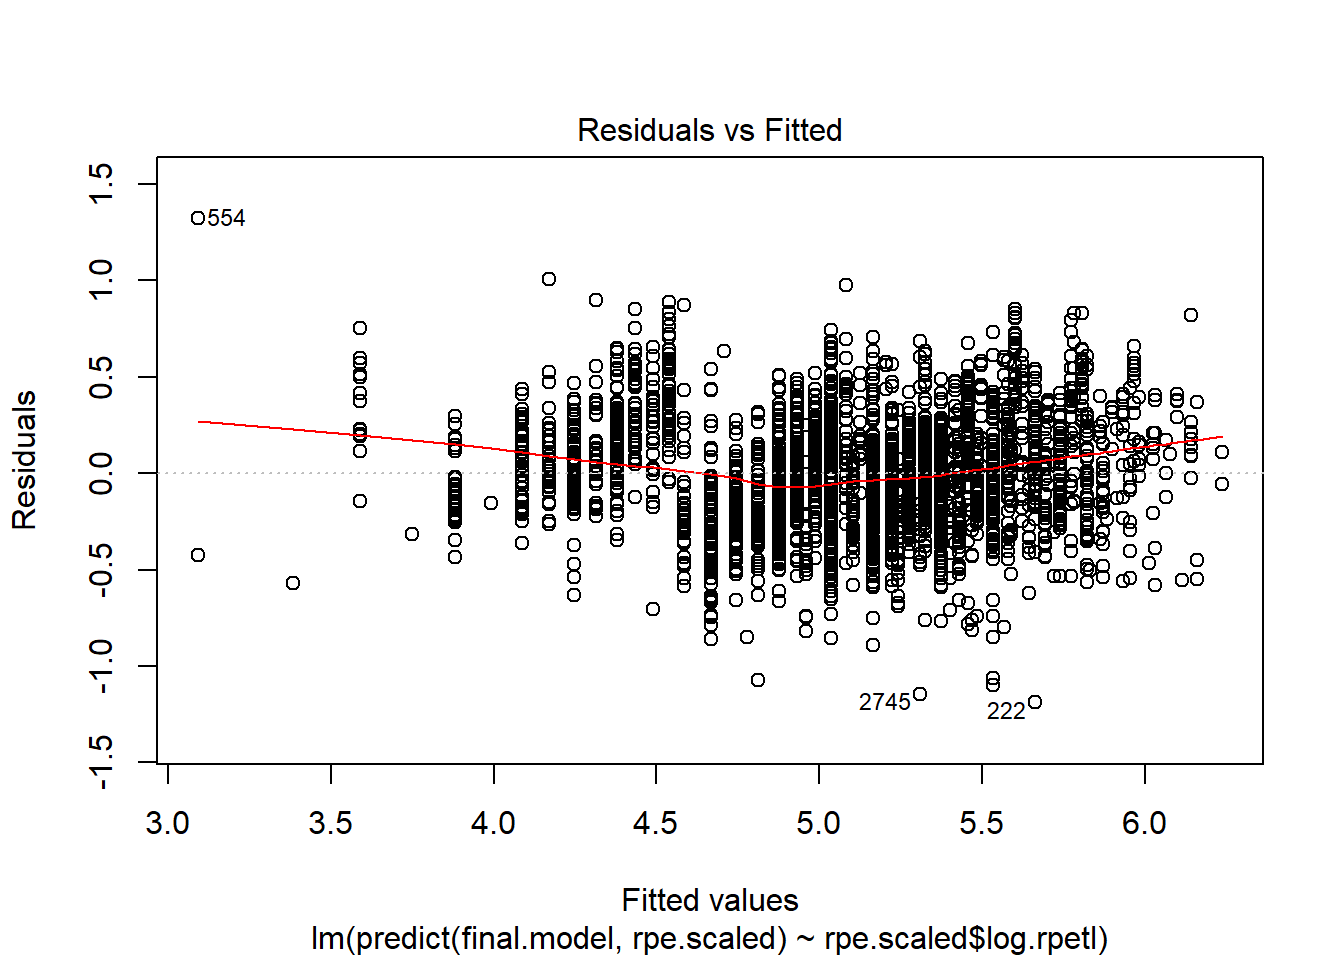 Residuals vs Fitted
Residuals
1.5
1.0
0.5
0.0
-0.5
-1.0
-1.5
554
2745
222
3.0 3.5 4.0 4.5 5.0 5.5 6.0
Fitted values
lm(predict(final.model, rpe.scaled) ~ rpe.scaled$log.rpetl)